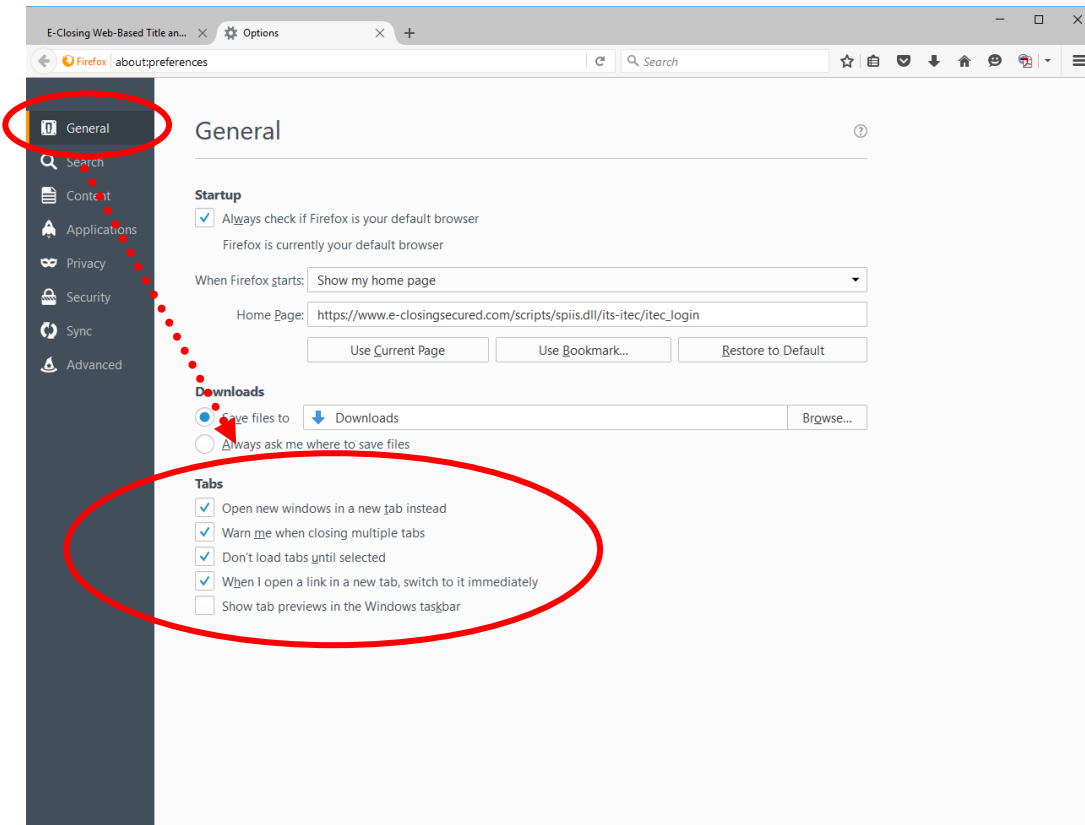 E-Closing Web-Based Title an...
Options
Firefox about:preferences
Search
General
Search
Content
Applications
Privacy
Security
Sync
Advanced
General
Startup
Always check if Firefox is your default browser
Firefox is currently your default browser
When Firefox starts: Show my home page
Home Page: https://www.e-closingsecured.com/scripts/spiis.dll/its-itec/itec_login
Use Current Page Use Bookmark... Restore to Default
Downloads
Save files to Downloads Browse...
Always ask me where to save files
Tabs
Open new windows in a new tab instead
Warn me when closing multiple tabs
Don't load tabs until selected
When I open a link in a new tab, switch to it immediately
Show tab previews in the Windows taskbar